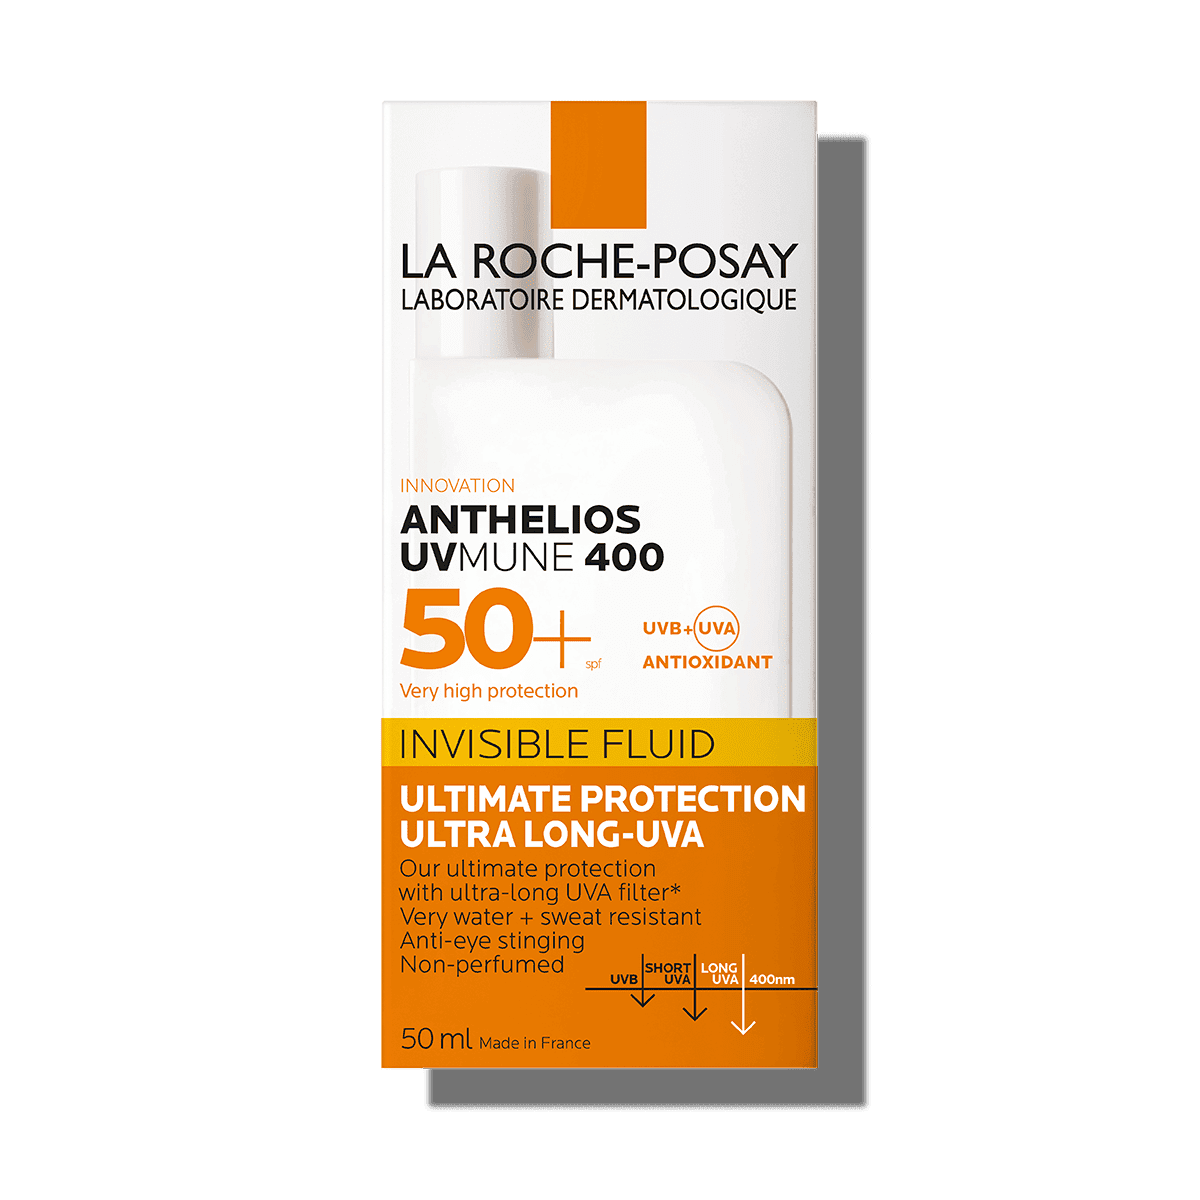 LA ROCHE-POSAY
LABORATOIRE DERMATOLOGIQUE
INNOVATION
ANTHELIOS
UVMUNE 400
50+ spf
Very high protection
UVB+UVA
ANTIOXIDANT
INVISIBLE FLUID
ULTIMATE PROTECTION
ULTRA LONG-UVA
Our ultimate protection
with ultra-long UVA filter*
Very water + sweat resistant
Anti-eye stinging
Non-perfumed
UVB
SHORT
UVA
LONG
UVA
400nm
50 ml Made in France